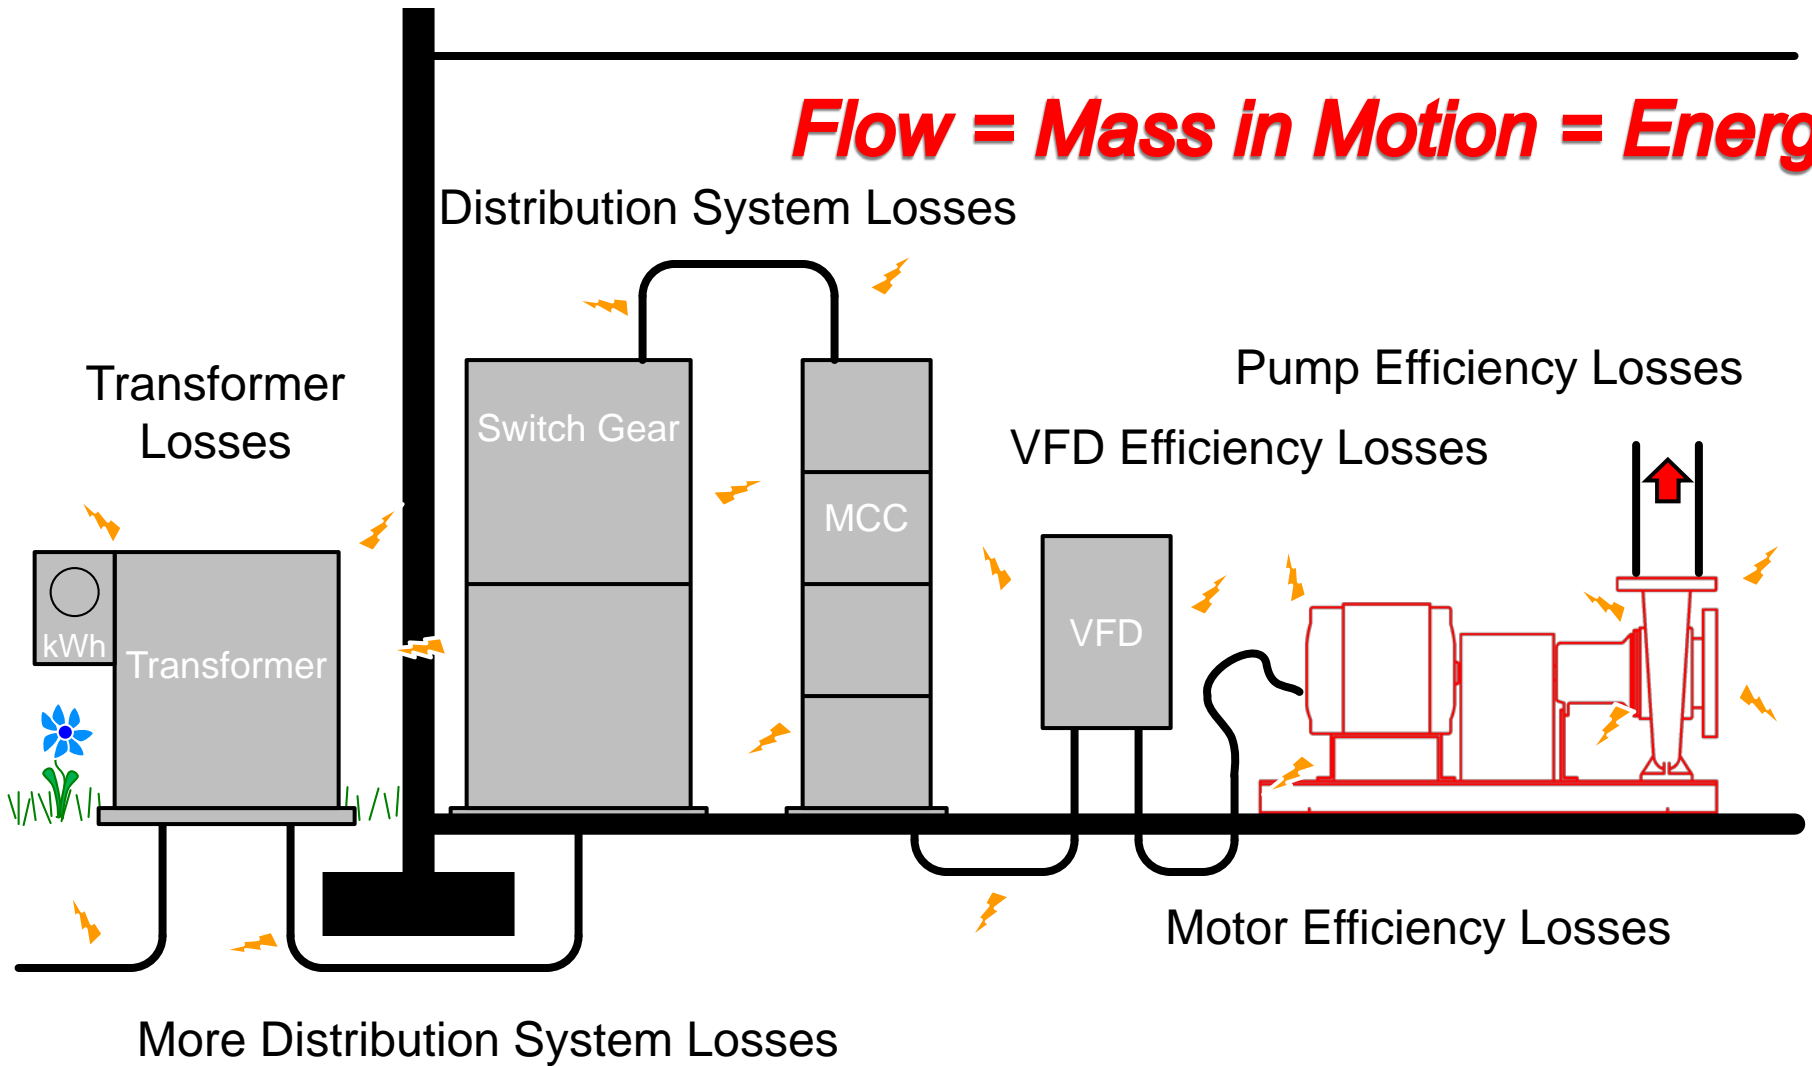 Flow = Mass in Motion = Energ
Distribution System Losses
Transformer
Losses
Pump Efficiency Losses
VFD Efficiency Losses
Switch Gear
MCC
kWh
Transformer
VFD
Motor Efficiency Losses
More Distribution System Losses